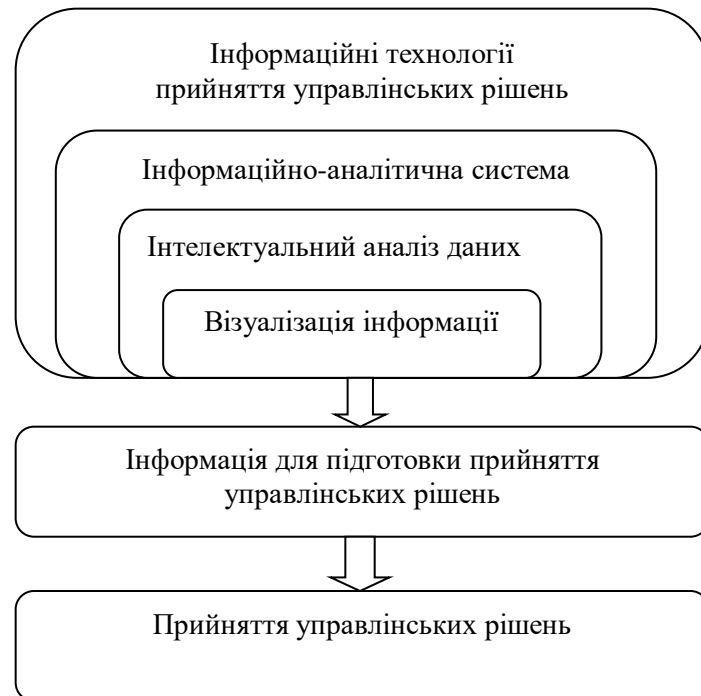 Інформаційні технології
прийняття управлінських рішень
Інформаційно-аналітична система
Інтелектуальний аналіз даних
Візуалізація інформації
Інформація для підготовки прийняття
управлінських рішень
Прийняття управлінських рішень